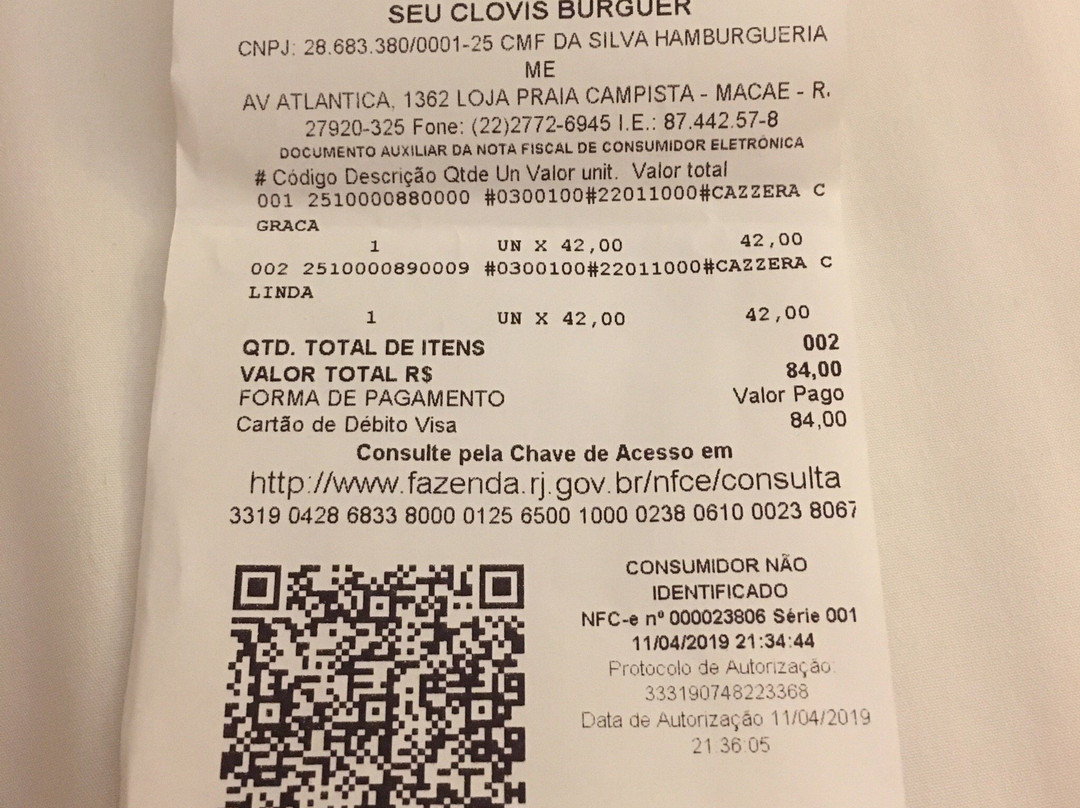 SEU CLOVIS BURGUER
CNPJ: 28.683.380/0001-25 CMF DA SILVA HAMBURGUERIA
ME
AV ATLANTICA, 1362 LOJA PRAIA CAMPISTA - MACAE - R.
27920-325 Fone: (22)2772-6945 I.E.: 87.442.57-8
DOCUMENTO AUXILIAR DA NOTA FISCAL DE CONSUMIDOR ELETRÔNICA
# Código Descrição Qtde Un Valor unit. Valor total
001 2510000880000 #0300100#22011000#CAZZERA C
GRACA
1 UN X 42,00 42,00
002 2510000890009 #0300100#22011000#CAZZERA C
LINDA
1 UN X 42,00 42,00
QTD. TOTAL DE ITENS 002
VALOR TOTAL R$ 84,00
FORMA DE PAGAMENTO Valor Pago
Cartão de Débito Visa 84,00
Consulte pela Chave de Acesso em
http://www.fazenda.rj.gov.br/nfce/consulta
3319 0428 6833 8000 0125 6500 1000 0238 0610 0023 8067
CONSUMIDOR NÃO
IDENTIFICADO
NFC-e nº 000023806 Série 001
11/04/2019 21:34:44
Protocolo de Autorização:
333190748223368
Data de Autorização 11/04/2019
21:36:05